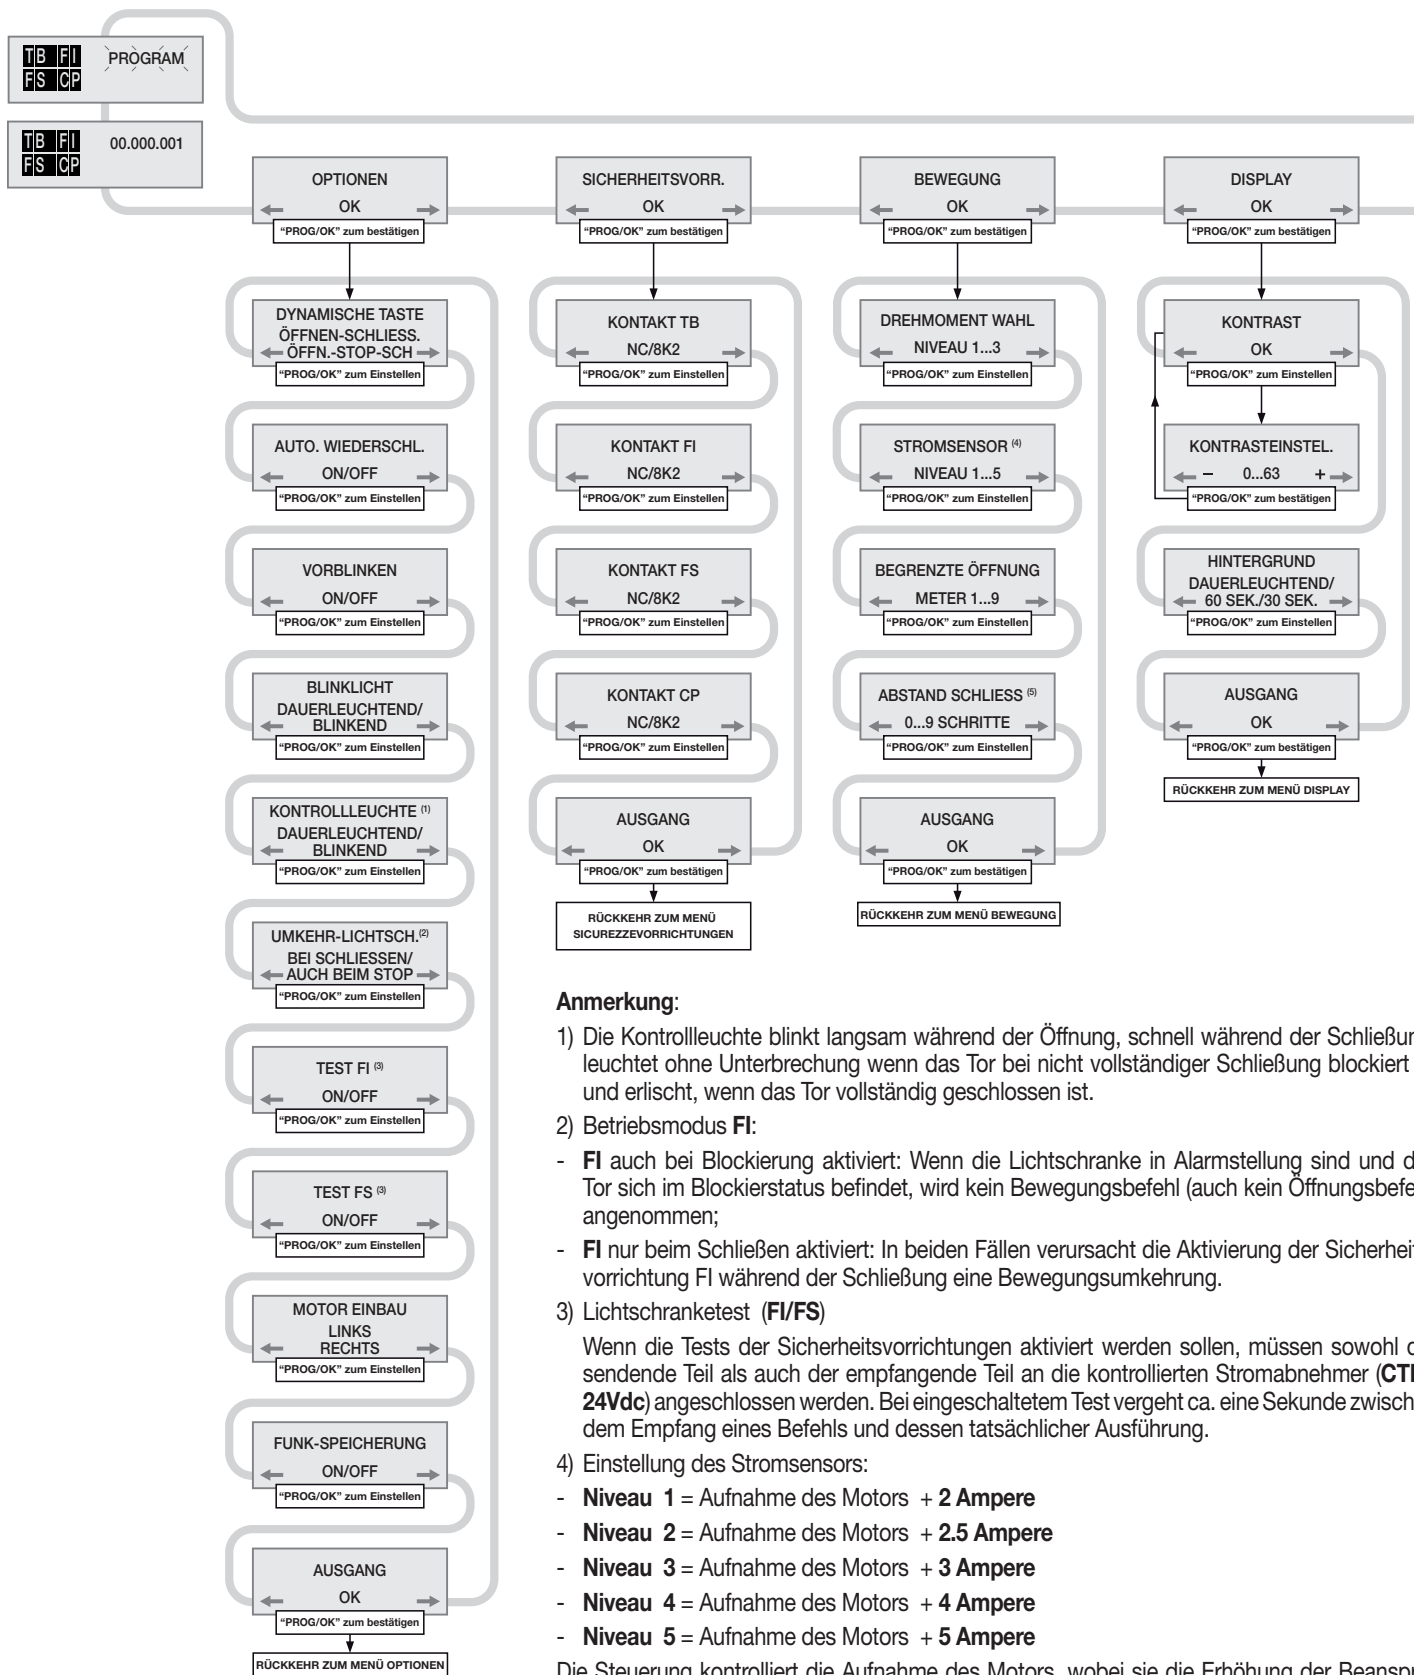 TB FI PROGRAM
FS CP
TB FI 00.000.001
FS CP
OPTIONEN
OK
“PROG/OK” zum bestätigen
DYNAMISCHE TASTE
ÖFFNEN-SCHLIESS.
ÖFFN.-STOP-SCH
“PROG/OK” zum Einstellen
AUTO. WIEDERSCHL.
ON/OFF
“PROG/OK” zum Einstellen
VORBLINKEN
ON/OFF
“PROG/OK” zum Einstellen
BLINKLICHT
DAUERLEUCHTEND/
BLINKEND
“PROG/OK” zum Einstellen
KONTROLLLEUCHTE (1)
DAUERLEUCHTEND/
BLINKEND
“PROG/OK” zum Einstellen
UMKEHR-LICHTSCH.(2)
BEI SCHLIESSEN/
AUCH BEIM STOP
“PROG/OK” zum Einstellen
TEST FI (3)
ON/OFF
“PROG/OK” zum Einstellen
TEST FS (3)
ON/OFF
“PROG/OK” zum Einstellen
MOTOR EINBAU
LINKS
RECHTS
“PROG/OK” zum Einstellen
FUNK-SPEICHERUNG
ON/OFF
“PROG/OK” zum Einstellen
AUSGANG
OK
“PROG/OK” zum bestätigen
RÜCKKEHR ZUM MENÜ OPTIONEN
SICHERHEITSVORR.
OK
“PROG/OK” zum bestätigen
KONTAKT TB
NC/8K2
“PROG/OK” zum Einstellen
KONTAKT FI
NC/8K2
“PROG/OK” zum Einstellen
KONTAKT FS
NC/8K2
“PROG/OK” zum Einstellen
KONTAKT CP
NC/8K2
“PROG/OK” zum Einstellen
AUSGANG
OK
“PROG/OK” zum bestätigen
RÜCKKEHR ZUM MENÜ
SICUREZZEVORRICHTUNGEN
BEWEGUNG
OK
“PROG/OK” zum bestätigen
DREHMOMENT WAHL
NIVEAU 1...3
“PROG/OK” zum Einstellen
STROMSENSOR (4)
NIVEAU 1...5
“PROG/OK” zum Einstellen
BEGRENZTE ÖFFNUNG
METER 1...9
“PROG/OK” zum Einstellen
ABSTAND SCHLIESS (5)
0...9 SCHRITTE
“PROG/OK” zum Einstellen
AUSGANG
OK
“PROG/OK” zum bestätigen
RÜCKKEHR ZUM MENÜ BEWEGUNG
DISPLAY
OK
“PROG/OK” zum bestätigen
KONTRAST
OK
“PROG/OK” zum Einstellen
KONTRASTEINSTEL.
– 0...63 +
“PROG/OK” zum bestätigen
HINTERGRUND
DAUERLEUCHTEND/
60 SEK./30 SEK.
“PROG/OK” zum Einstellen
AUSGANG
OK
“PROG/OK” zum bestätigen
RÜCKKEHR ZUM MENÜ DISPLAY
Anmerkung:
1) Die Kontrollleuchte blinkt langsam während der Öffnung, schnell während der Schließun
leuchtet ohne Unterbrechung wenn das Tor bei nicht vollständiger Schließung blockiert
und erlischt, wenn das Tor vollständig geschlossen ist.
2) Betriebsmodus FI:
- FI auch bei Blockierung aktiviert: Wenn die Lichtschranke in Alarmstellung sind und d
Tor sich im Blockierstatus befindet, wird kein Bewegungsbefehl (auch kein Öffnungsbefe
angenommen;
- FI nur beim Schließen aktiviert: In beiden Fällen verursacht die Aktivierung der Sicherheit
vorrichtung FI während der Schließung eine Bewegungsumkehrung.
3) Lichtschranketest (FI/FS)
Wenn die Tests der Sicherheitsvorrichtungen aktiviert werden sollen, müssen sowohl d
sendende Teil als auch der empfangende Teil an die kontrollierten Stromabnehmer (CTR
24Vdc) angeschlossen werden. Bei eingeschaltetem Test vergeht ca. eine Sekunde zwisch
dem Empfang eines Befehls und dessen tatsächlicher Ausführung.
4) Einstellung des Stromsensors:
- Niveau 1 = Aufnahme des Motors + 2 Ampere
- Niveau 2 = Aufnahme des Motors + 2.5 Ampere
- Niveau 3 = Aufnahme des Motors + 3 Ampere
- Niveau 4 = Aufnahme des Motors + 4 Ampere
- Niveau 5 = Aufnahme des Motors + 5 Ampere
Die Steuerung kontrolliert die Aufnahme des Motors, wobei sie die Erhöhung der Beanspr